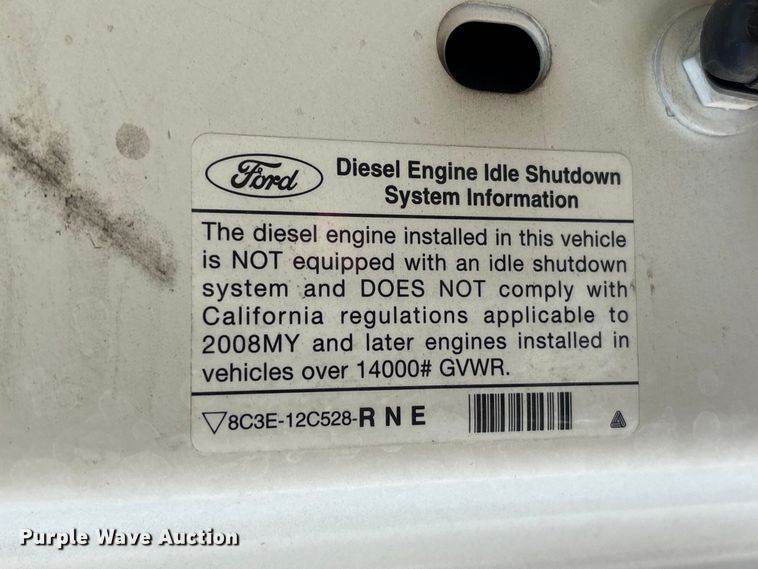 Ford
Diesel Engine Idle Shutdown
System Information
The diesel engine installed in this vehicle
is NOT equipped with an idle shutdown
system and DOES NOT comply with
California regulations applicable to
2008MY and later engines installed in
vehicles over 14000# GVWR.
8C3E-12C528-R N E
Purple Wave Auction